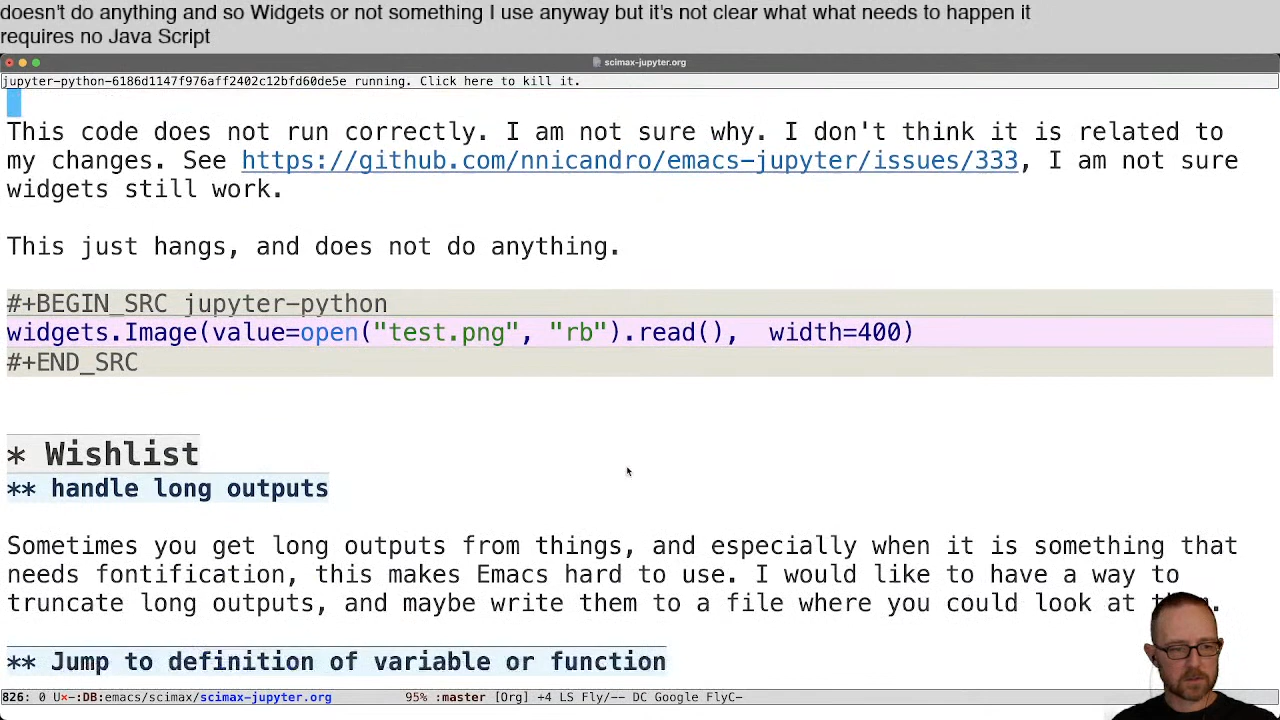 doesn't do anything and so Widgets or not something I use anyway but it's not clear what what needs to happen it
requires no Java Script
scimax-jupyter.org
jupyter-python-6186d1147f976aff2402c12bfd60de5e running. Click here to kill it.
This code does not run correctly. I am not sure why. I don't think it is related to
my changes. See https://github.com/nnicandro/emacs-jupyter/issues/333, I am not sure
widgets still work.
This just hangs, and does not do anything.
#+BEGIN_SRC jupyter-python
widgets.Image(value=open("test.png", "rb").read(),  width=400)
#+END_SRC
* Wishlist
** handle long outputs
Sometimes you get long outputs from things, and especially when it is something that
needs fontification, this makes Emacs hard to use. I would like to have a way to
truncate long outputs, and maybe write them to a file where you could look at
** Jump to definition of variable or function
826: 0 U×-:DB:emacs/scimax/scimax-jupyter.org 95% :master [Org] +4 LS Fly/-- DC Google FlyC-